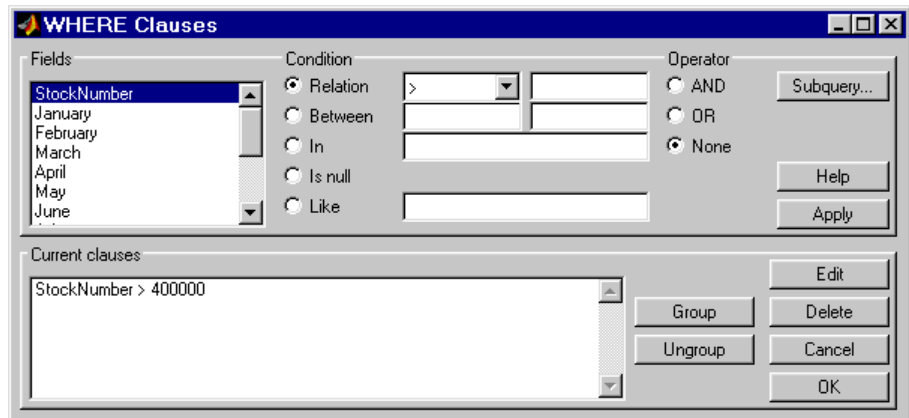 WHERE Clauses
Fields
StockNumber
January
February
March
April
May
June
Condition
Relation >
Between
In
Is null
Like
Operator
AND
OR
None
Subquery...
Help
Apply
Current clauses
StockNumber > 400000
Group
Ungroup
Edit
Delete
Cancel
OK